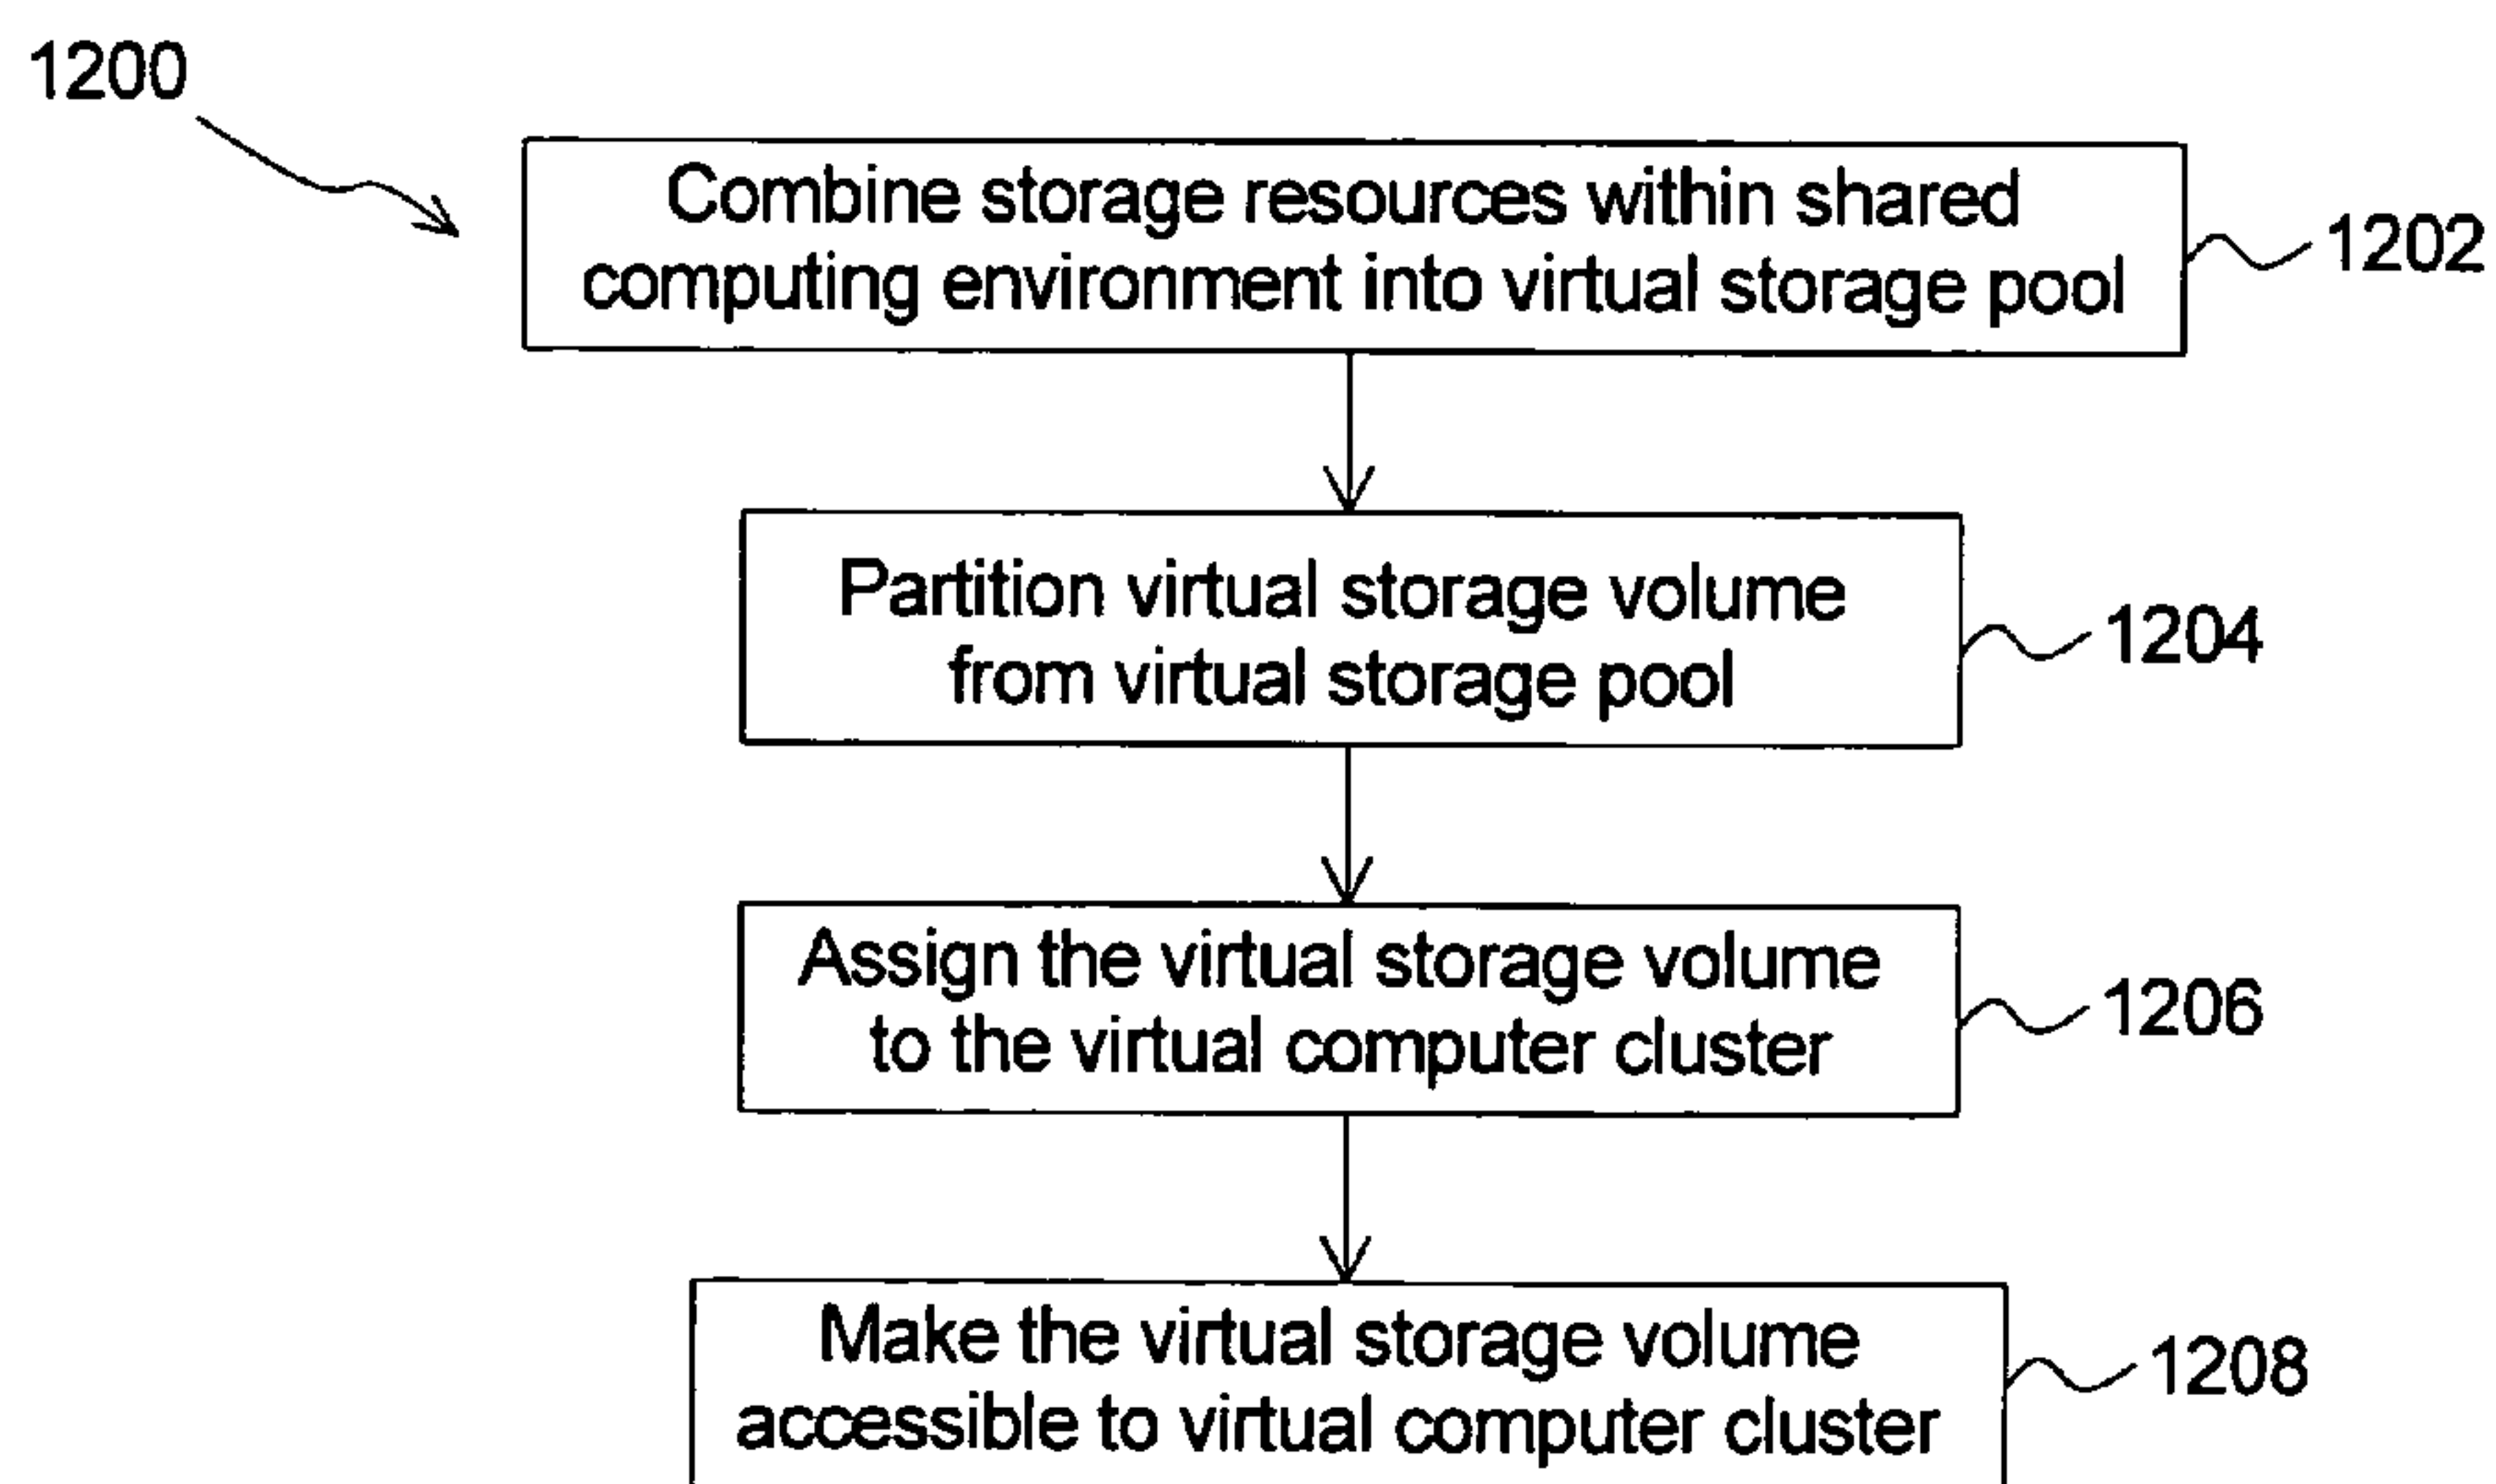 1200
Combine storage resources within shared
computing environment into virtual storage pool
1202
Partition virtual storage volume
from virtual storage pool
1204
Assign the virtual storage volume
to the virtual computer cluster
1206
Make the virtual storage volume
accessible to virtual computer cluster
1208